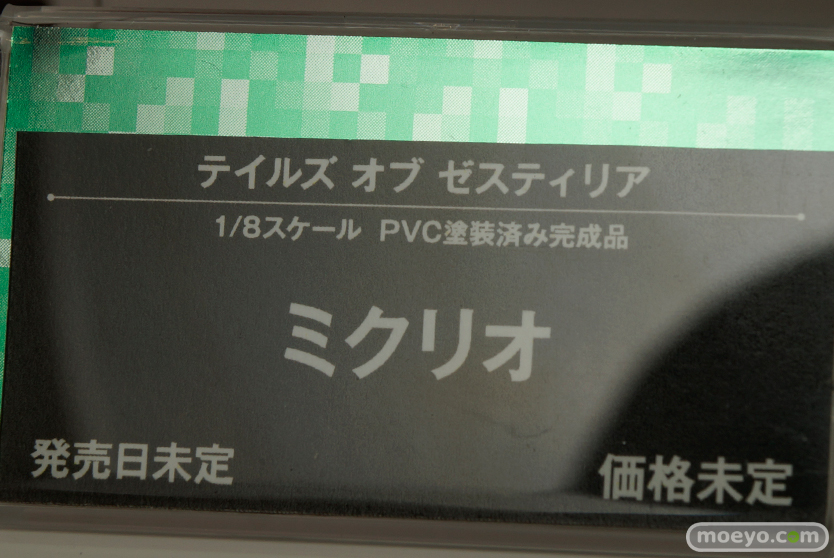 テイルズ オブ ゼスティリア
1/8スケール PVC塗装済み完成品
ミクリオ
発売日未定
価格未定
moeyo.com